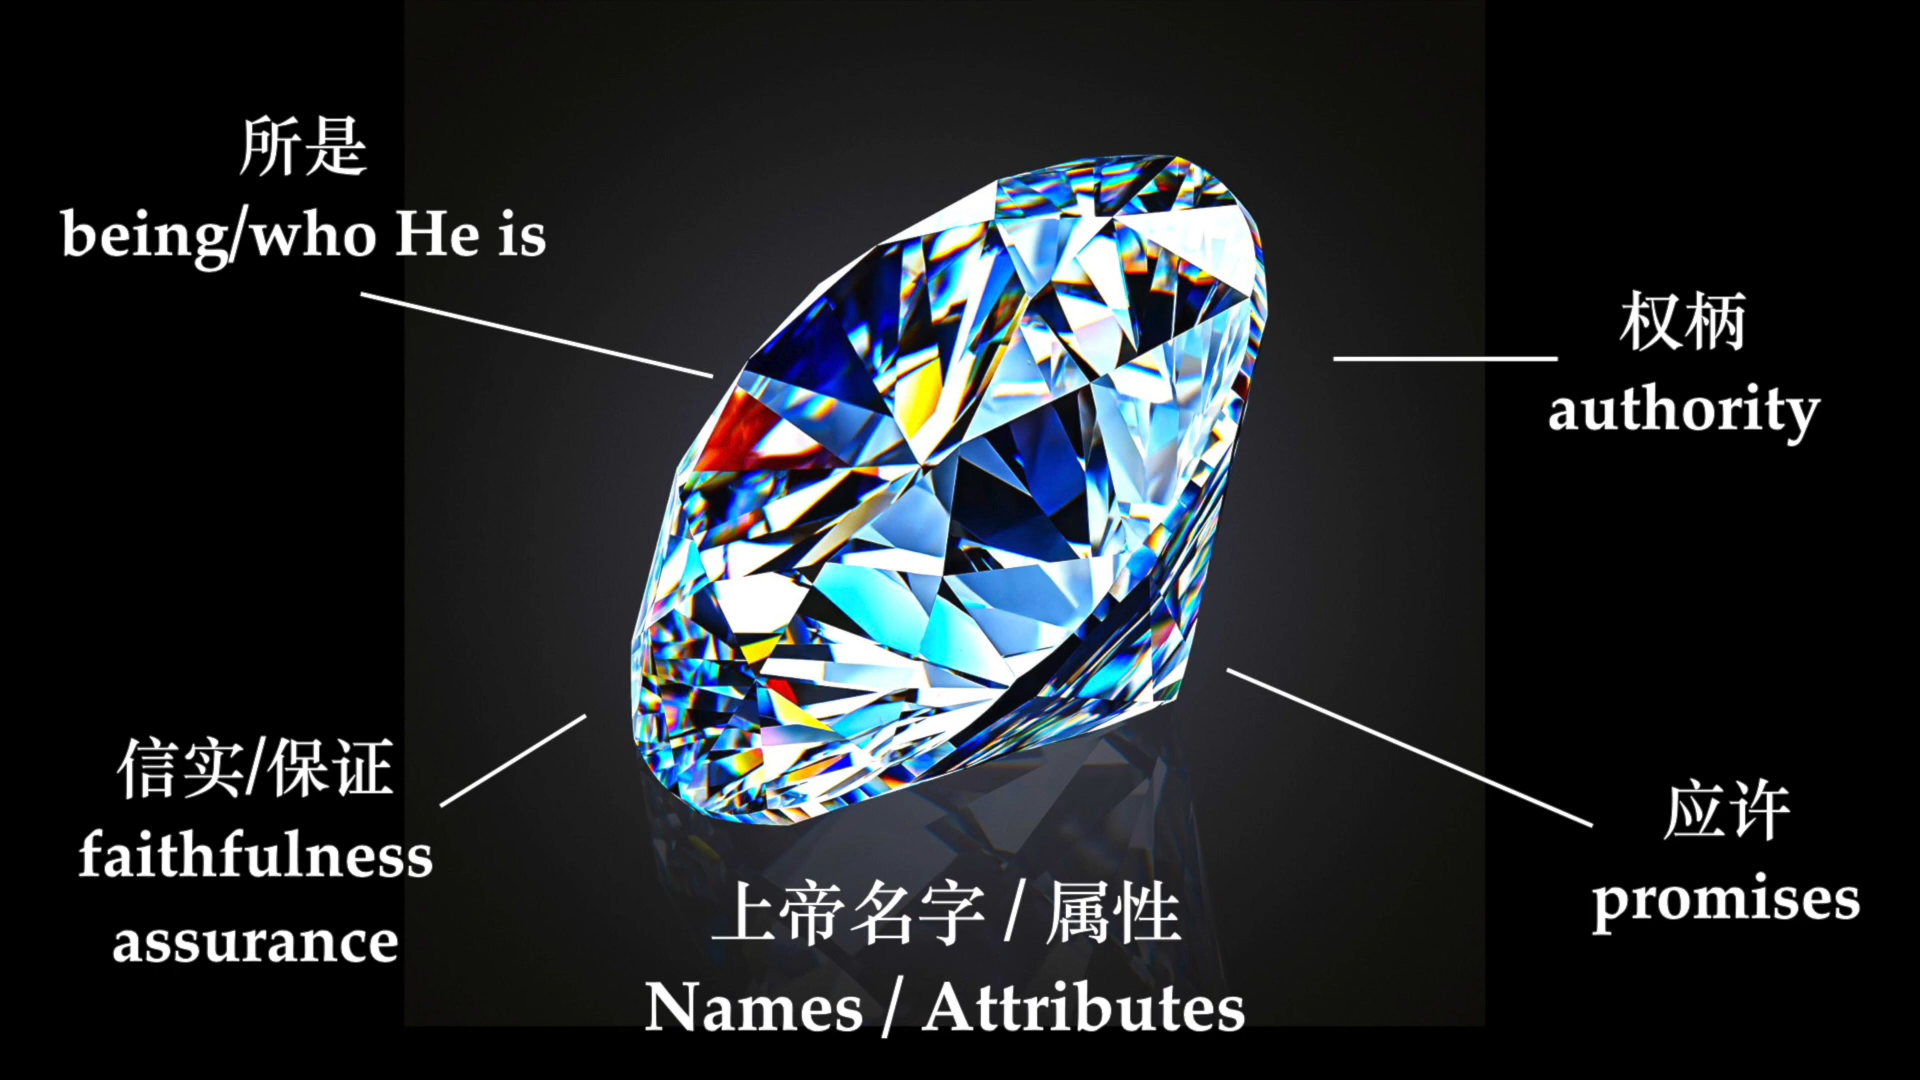 所是
being/who He is
权柄
authority
信实/保证
faithfulness
assurance
应许
promises
上帝名字 / 属性
Names / Attributes